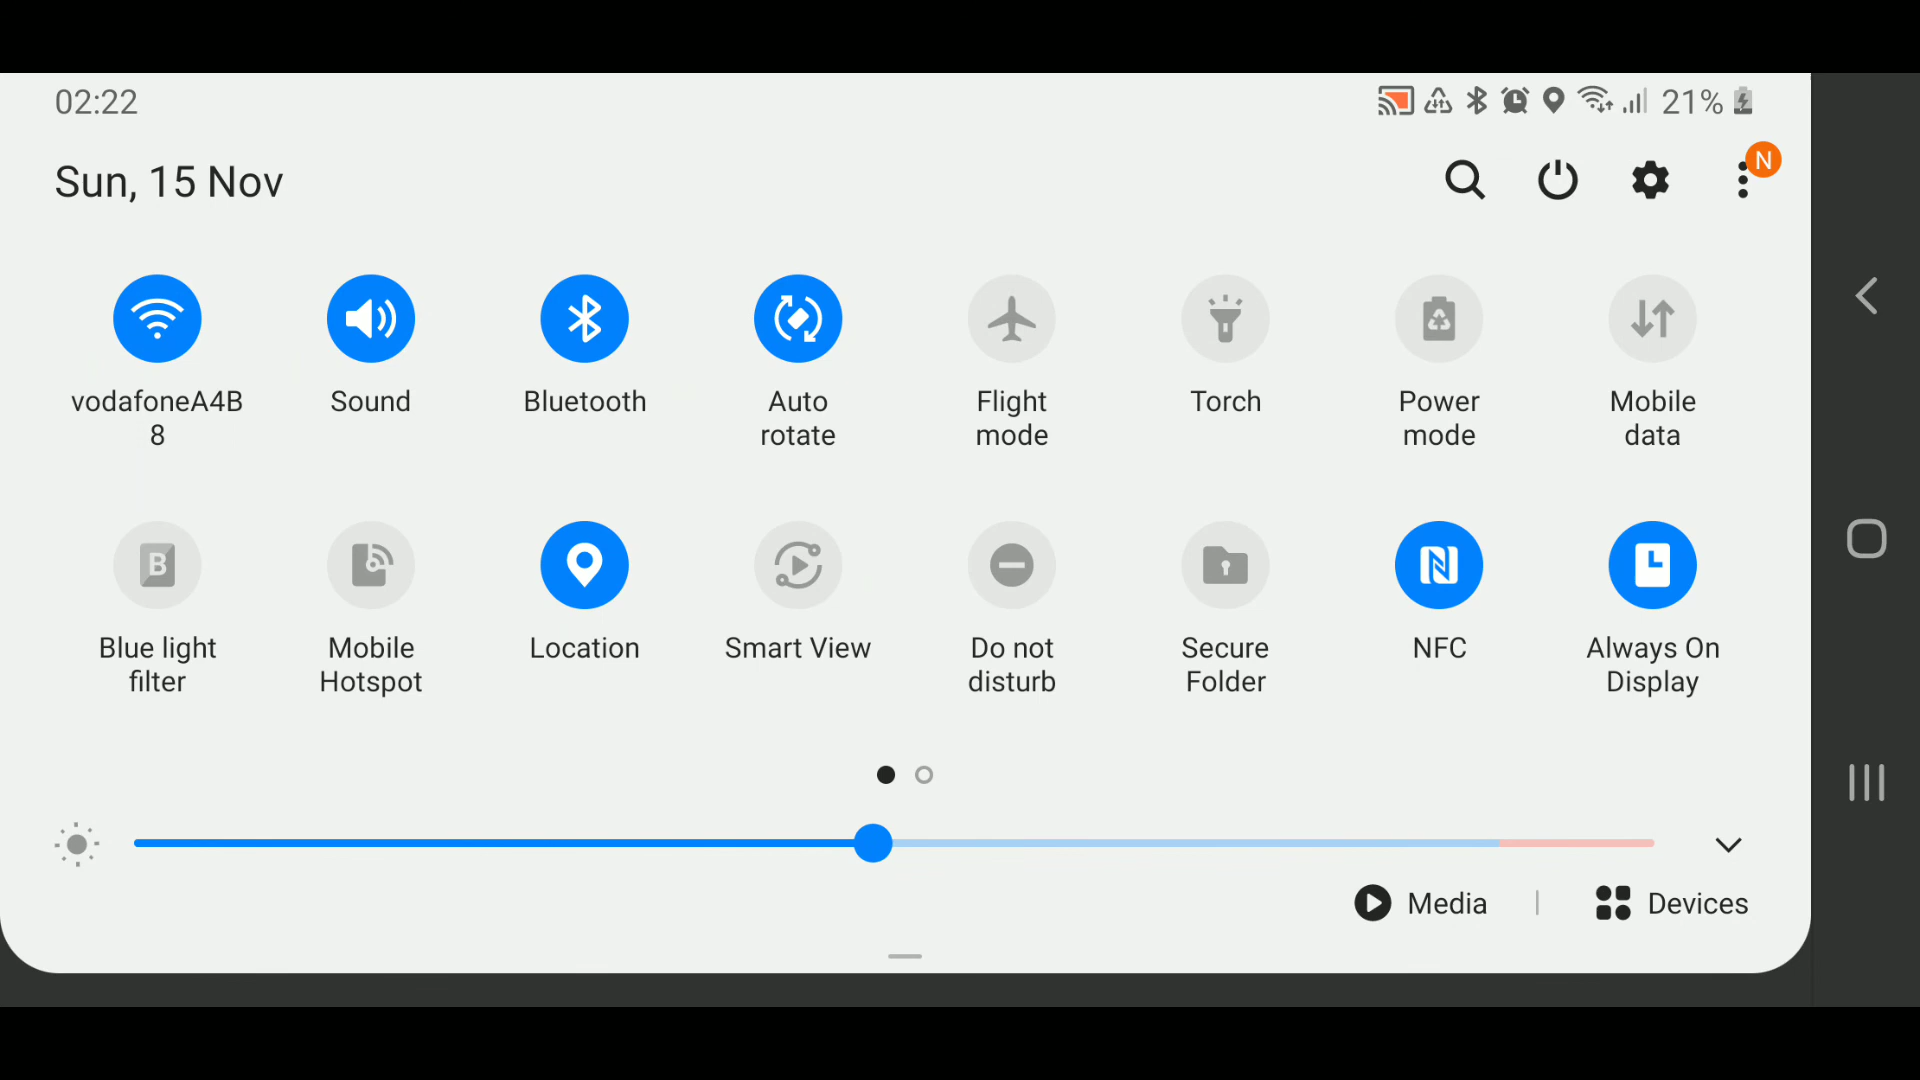 02:22
21%
Sun, 15 Nov
N
vodafoneA4B
8
Sound
Bluetooth
Auto
rotate
Flight
mode
Torch
Power
mode
Mobile
data
B
Blue light
filter
Mobile
Hotspot
Location
Smart View
Do not
disturb
Secure
Folder
NFC
Always On
Display
Media
Devices